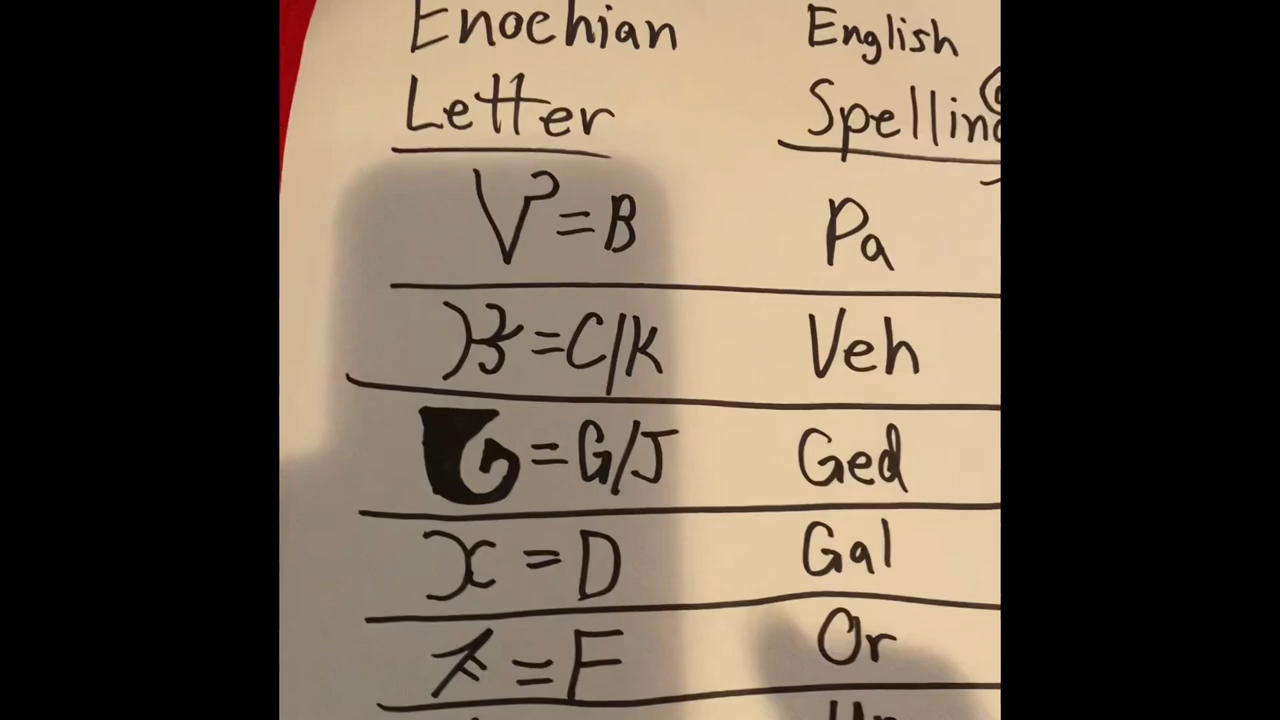 Enochian Letter English Spelling
V = B Pa
= C/K Veh
= G/J Ged
= D Gal
= F Or